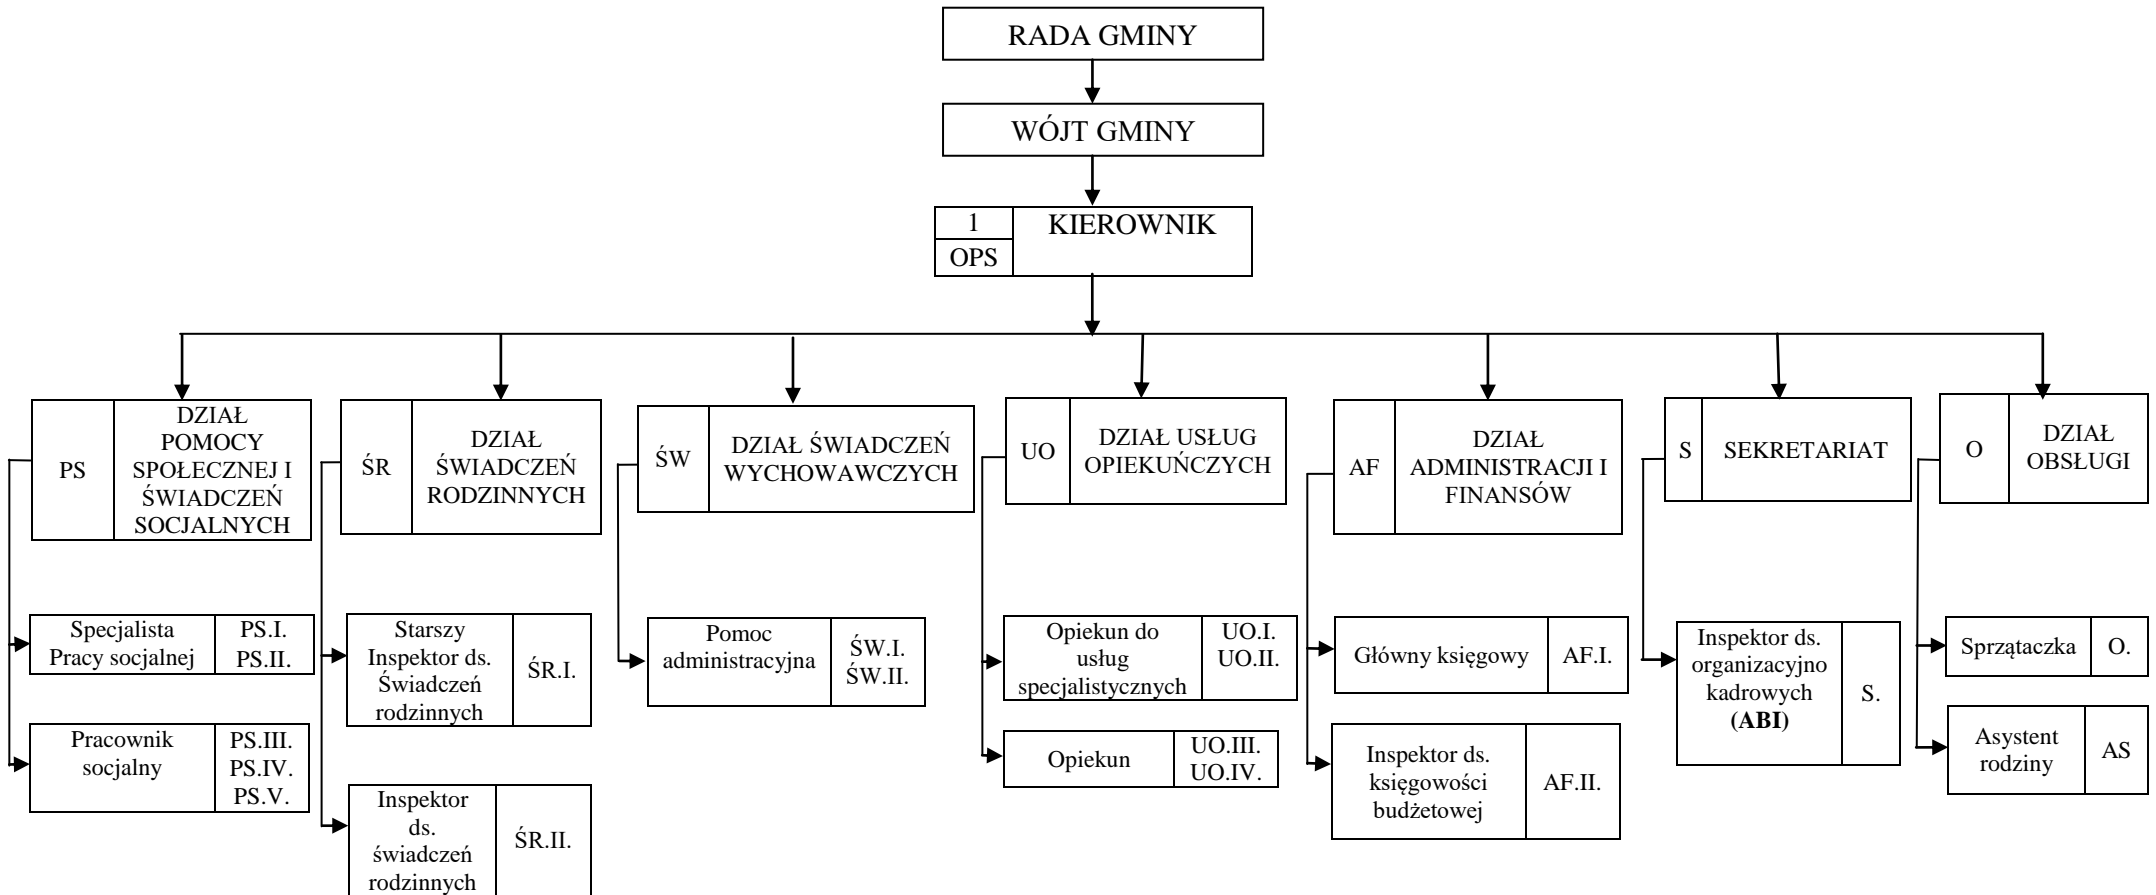 RADA GMINY
WÓJT GMINY
1
OPS
KIEROWNIK
PS
DZIAŁ
POMOCY
SPOŁECZNEJ I
ŚWIADCZEŃ
SOCJALNYCH
ŚR
DZIAŁ
ŚWIADCZEŃ
RODZINNYCH
ŚW
DZIAŁ ŚWIADCZEŃ
WYCHOWAWCZYCH
UO
DZIAŁ USŁUG
OPIEKUŃCZYCH
AF
DZIAŁ
ADMINISTRACJI I
FINANSÓW
S
SEKRETARIAT
O
DZIAŁ
OBSŁUGI
Specjalista
Pracy socjalnej
PS.I.
PS.II.
Pracownik
socjalny
PS.III.
PS.IV.
PS.V.
Starszy
Inspektor ds.
Świadczeń
rodzinnych
ŚR.I.
Inspektor
ds.
świadczeń
rodzinnych
ŚR.II.
Pomoc
administracyjna
ŚW.I.
ŚW.II.
Opiekun do
usług
specjalistycznych
UO.I.
UO.II.
Opiekun
UO.III.
UO.IV.
Główny księgowy
AF.I.
Inspektor ds.
księgowości
budżetowej
AF.II.
Inspektor ds.
organizacyjno
kadrowych
(ABI)
S.
Sprzątaczka
O.
Asystent
rodziny
AS